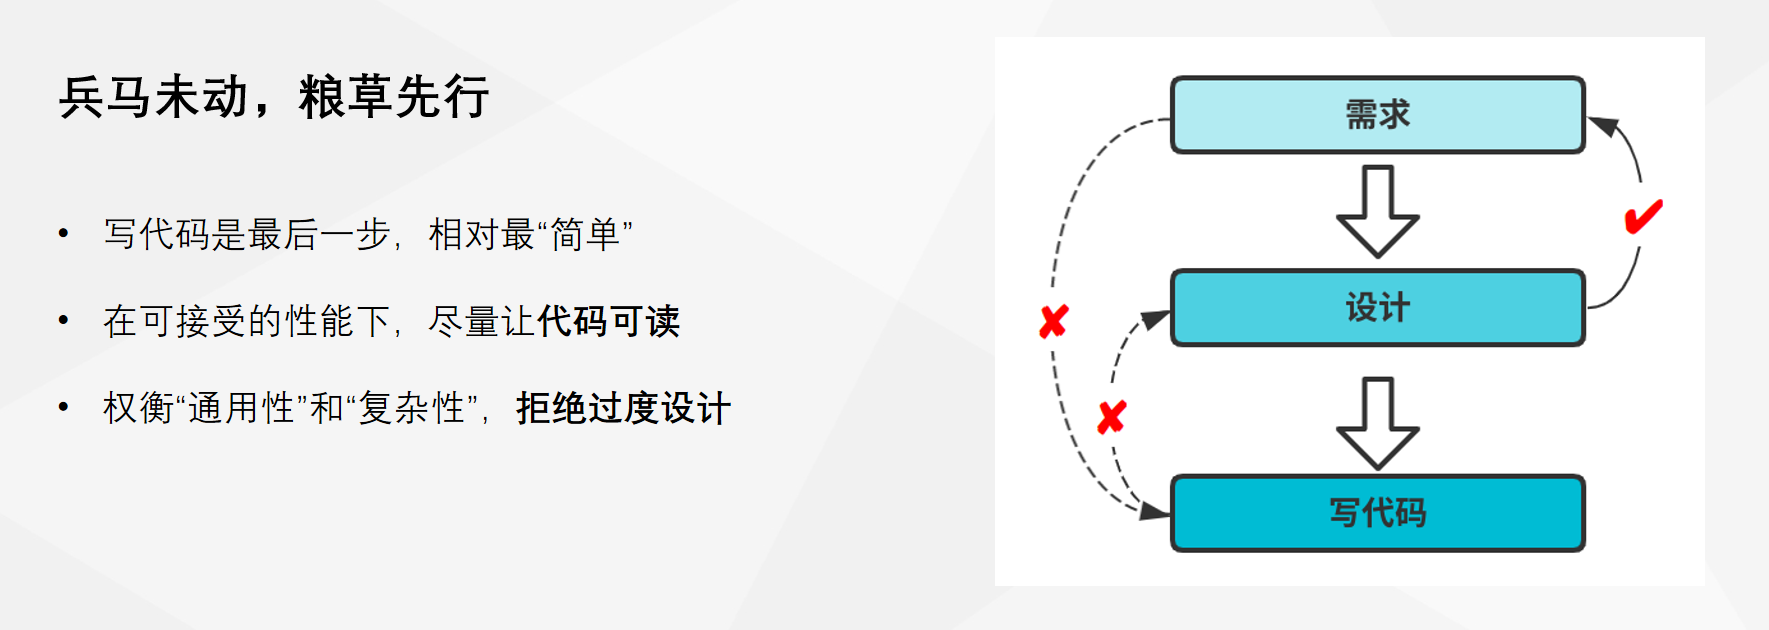 兵马未动，粮草先行
• 写代码是最后一步，相对最“简单”
• 在可接受的性能下，尽量让代码可读
• 权衡“通用性”和“复杂性”，拒绝过度设计
需求
设计
写代码